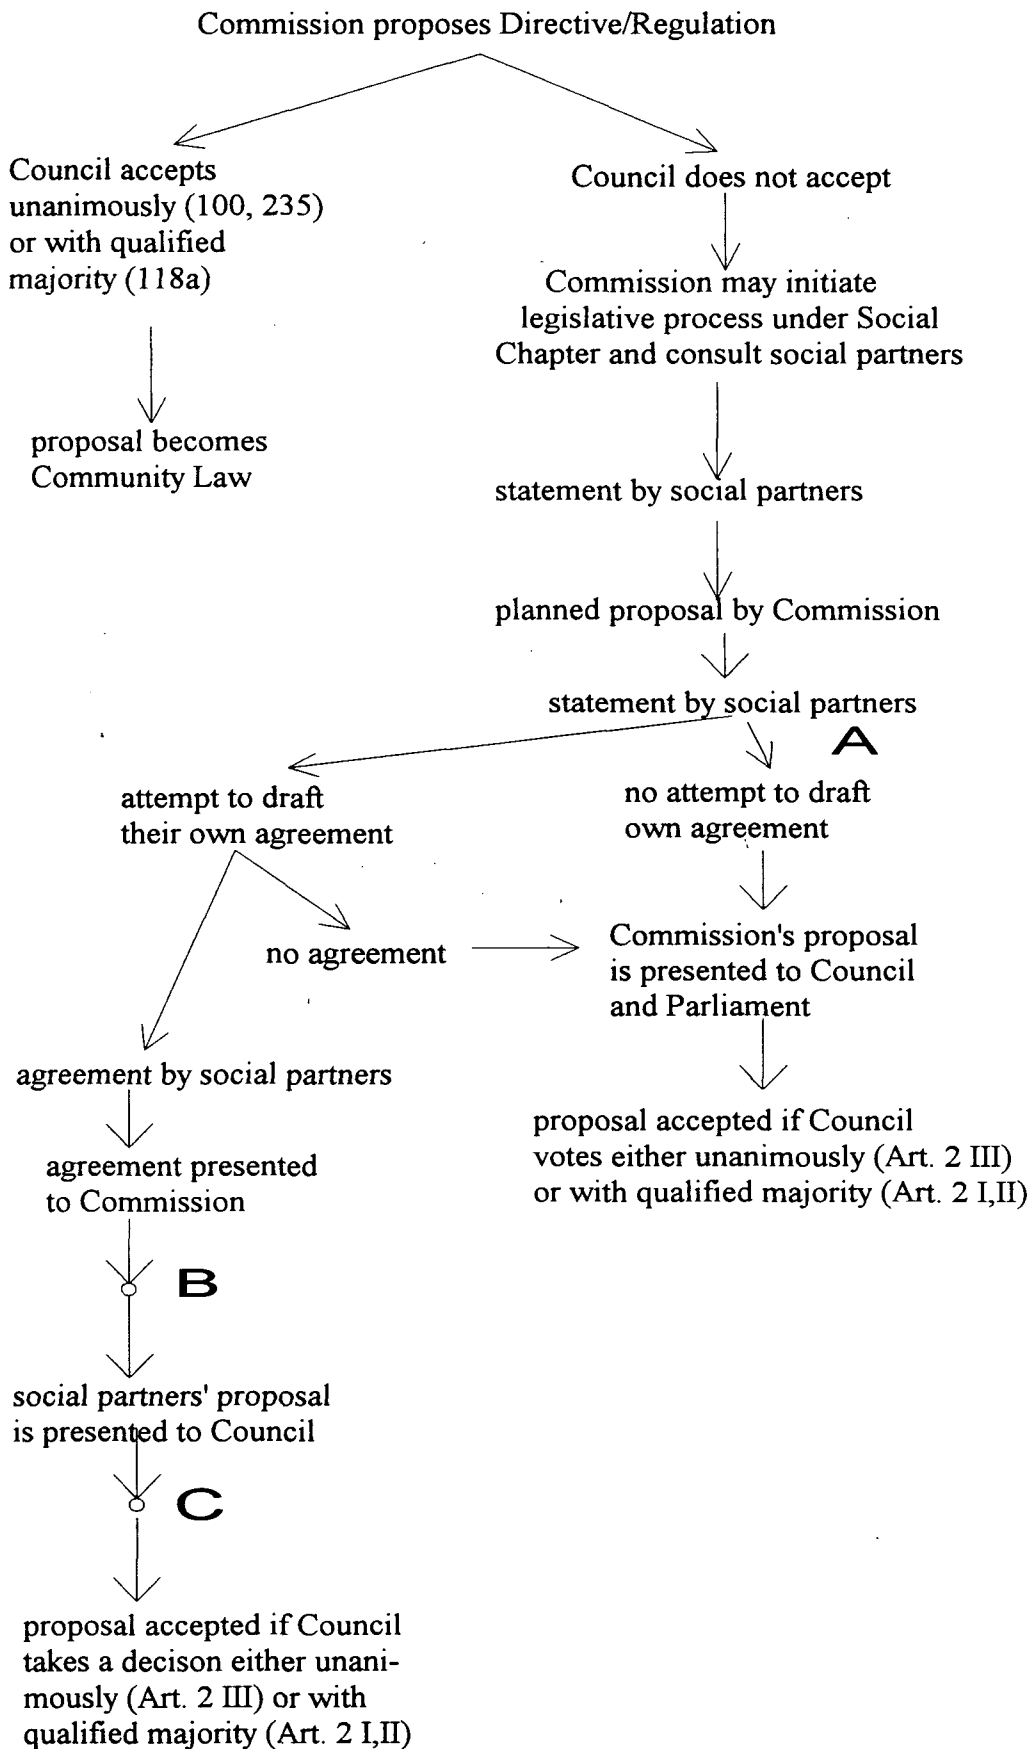 Commission proposes Directive/Regulation
Council accepts
unanimously (100, 235)
or with qualified
majority (118a)
proposal becomes
Community Law
Council does not accept
Commission may initiate
legislative process under Social
Chapter and consult social partners
statement by social partners
planned proposal by Commission
statement by social partners
A
attempt to draft
their own agreement
no attempt to draft
own agreement
no agreement
Commission's proposal
is presented to Council
and Parliament
proposal accepted if Council
votes either unanimously (Art. 2 III)
or with qualified majority (Art. 2 I,II)
agreement by social partners
agreement presented
to Commission
B
social partners' proposal
is presented to Council
C
proposal accepted if Council
takes a decison either unani-
mously (Art. 2 III) or with
qualified majority (Art. 2 I,II)